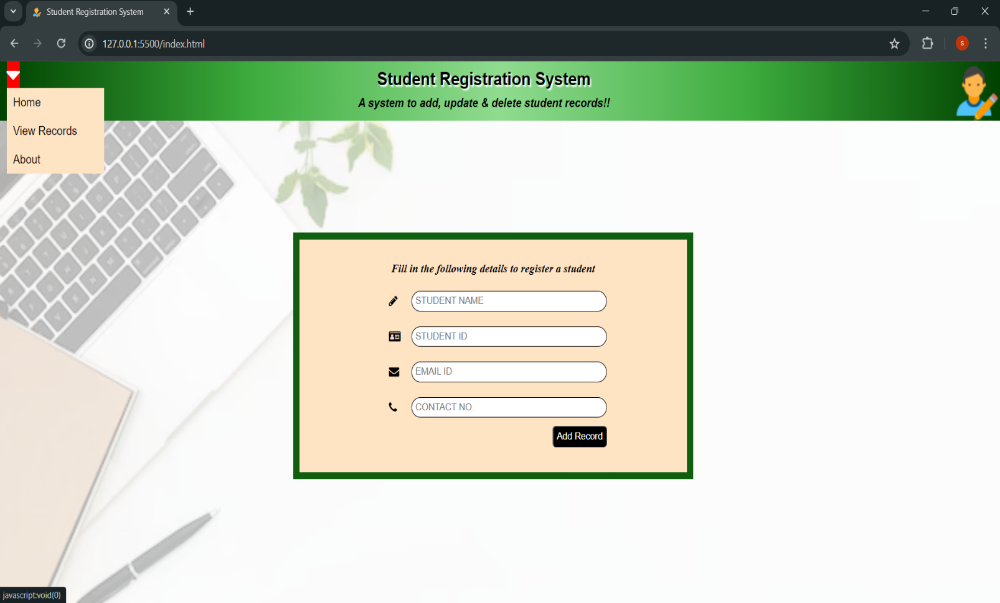 Student Registration System
127.0.0.1:5500/index.html
S
Student Registration System
A system to add, update & delete student records!!
Home
View Records
About
Fill in the following details to register a student
STUDENT NAME
STUDENT ID
EMAIL ID
CONTACT NO.
Add Record
javascript:void(0)